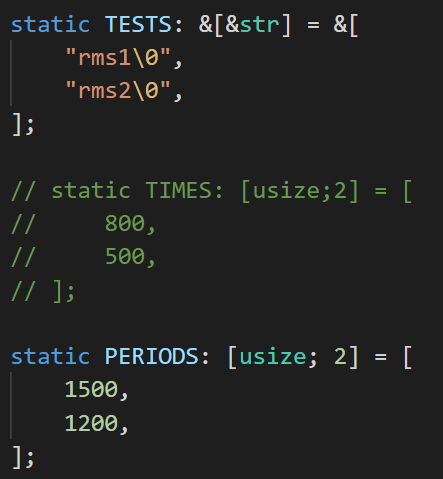 static TESTS: &[&str] = &[
    "rms1\0",
    "rms2\0",
];

// static TIMES: [usize;2] = [
//     800,
//     500,
// ];

static PERIODS: [usize; 2] = [
    1500,
    1200,
];